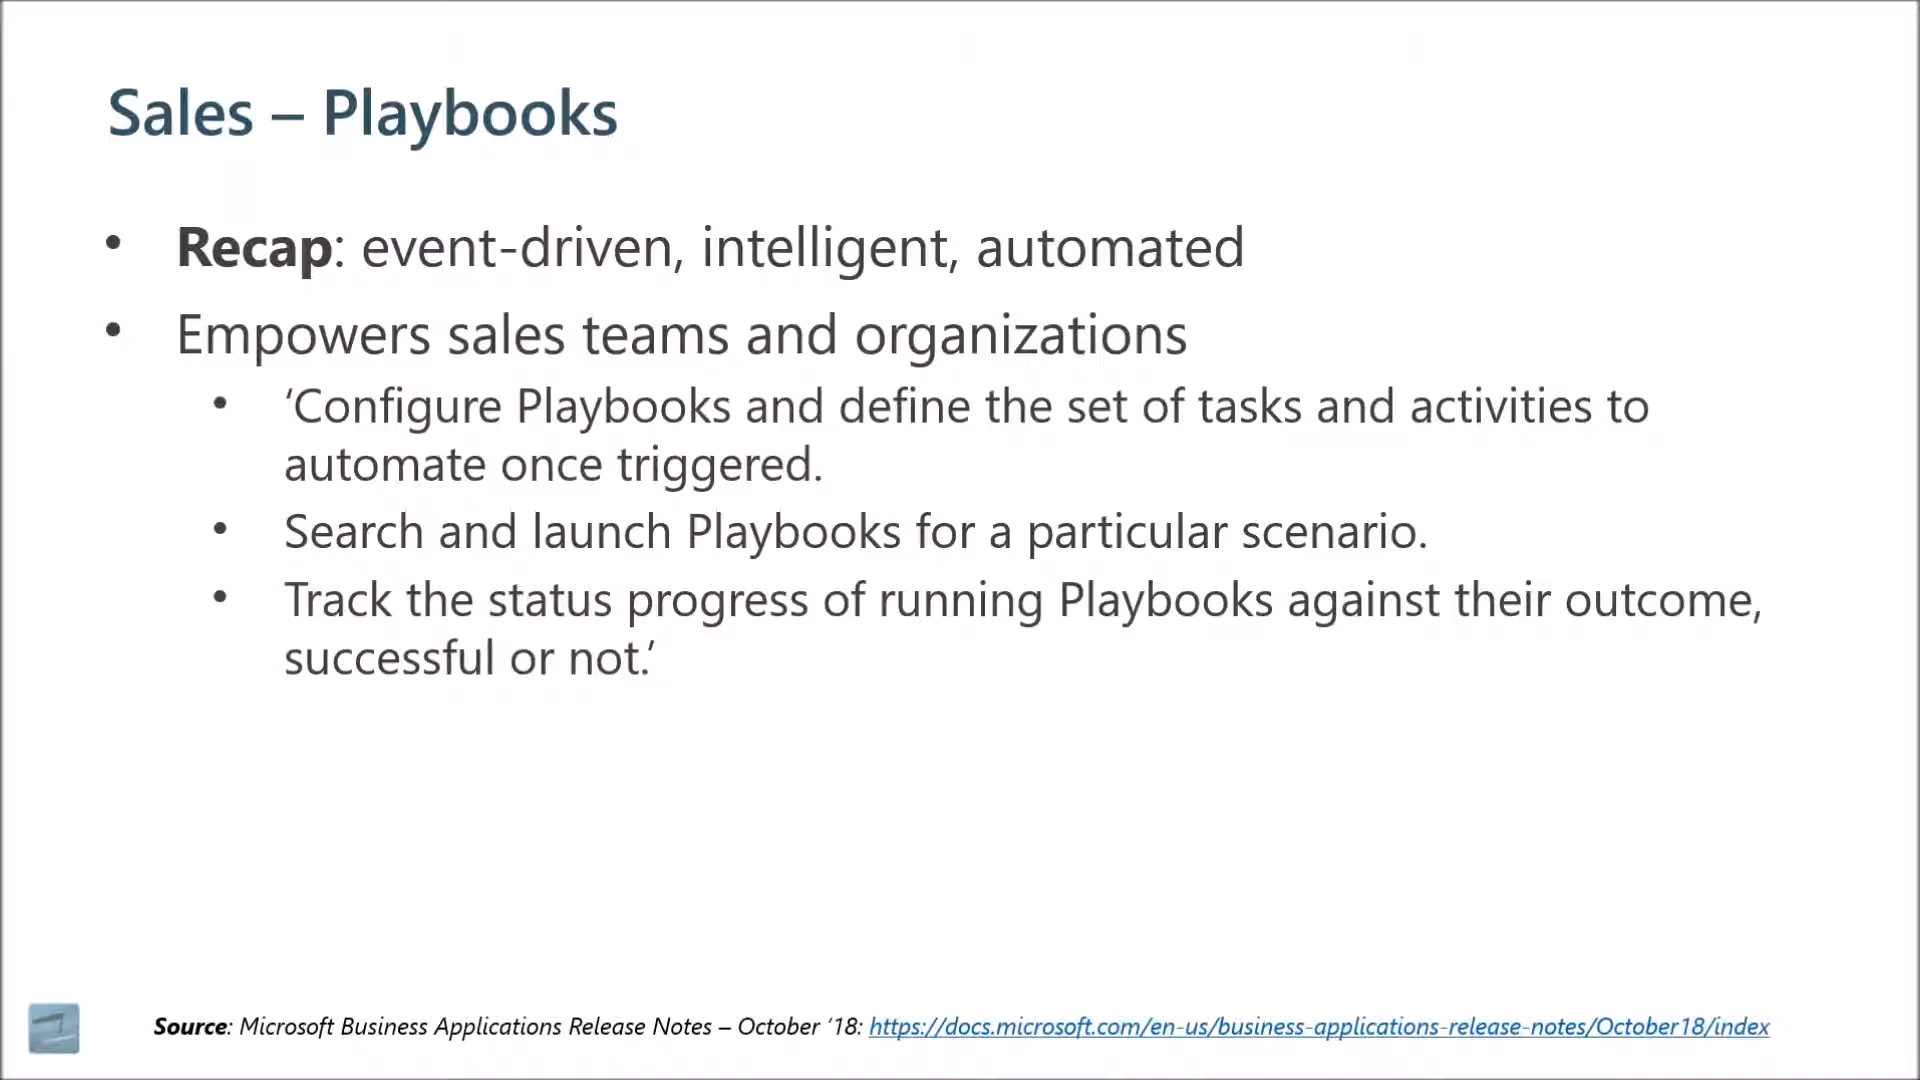 Sales – Playbooks
• Recap: event-driven, intelligent, automated
• Empowers sales teams and organizations
• ‘Configure Playbooks and define the set of tasks and activities to
automate once triggered.
• Search and launch Playbooks for a particular scenario.
• Track the status progress of running Playbooks against their outcome,
successful or not.’
Source: Microsoft Business Applications Release Notes – October ‘18: https://docs.microsoft.com/en-us/business-applications-release-notes/October18/index